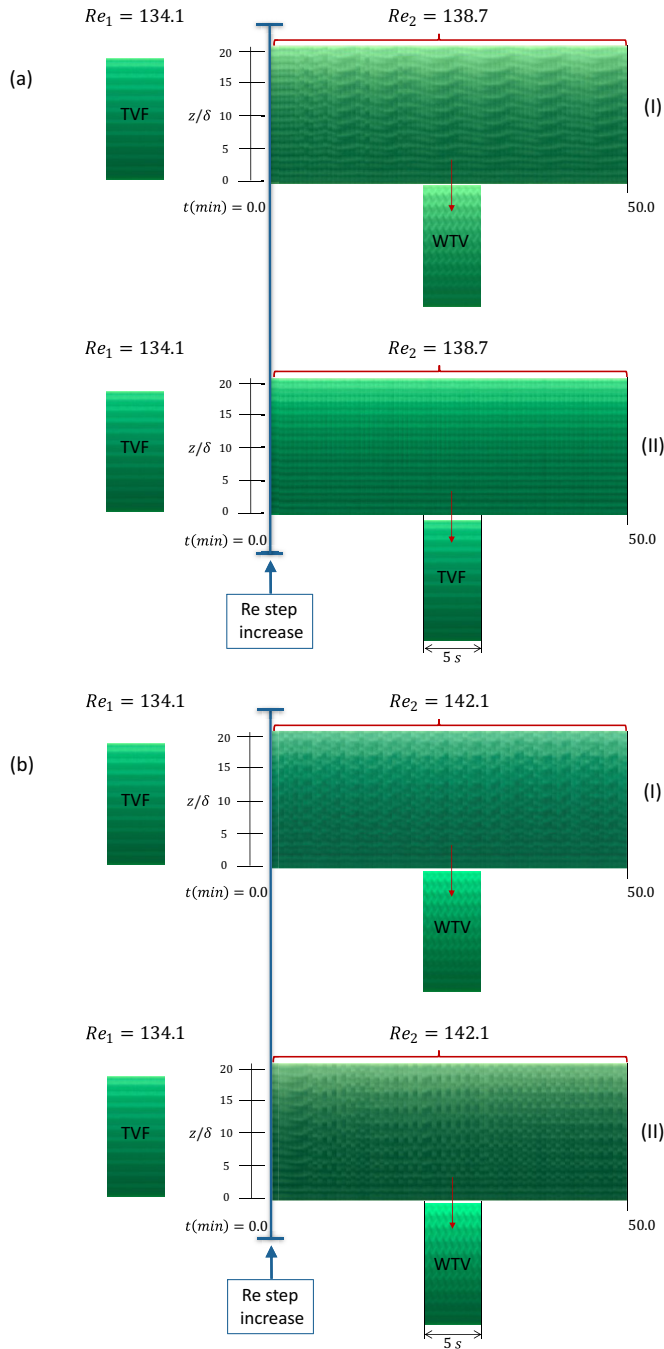 Re₁ = 134.1
Re₂ = 138.7
(a)
TVF
20
15
z/δ
10
5
0
(I)
t(min) = 0.0
50.0
WTV
Re₁ = 134.1
Re₂ = 138.7
TVF
20
15
z/δ
10
5
0
(II)
t(min) = 0.0
50.0
TVF
5 s
Re step
increase
Re₁ = 134.1
Re₂ = 142.1
(b)
TVF
20
15
z/δ
10
5
0
(I)
t(min) = 0.0
50.0
WTV
Re₁ = 134.1
Re₂ = 142.1
TVF
20
15
z/δ
10
5
0
(II)
t(min) = 0.0
50.0
WTV
Re step
increase
5 s